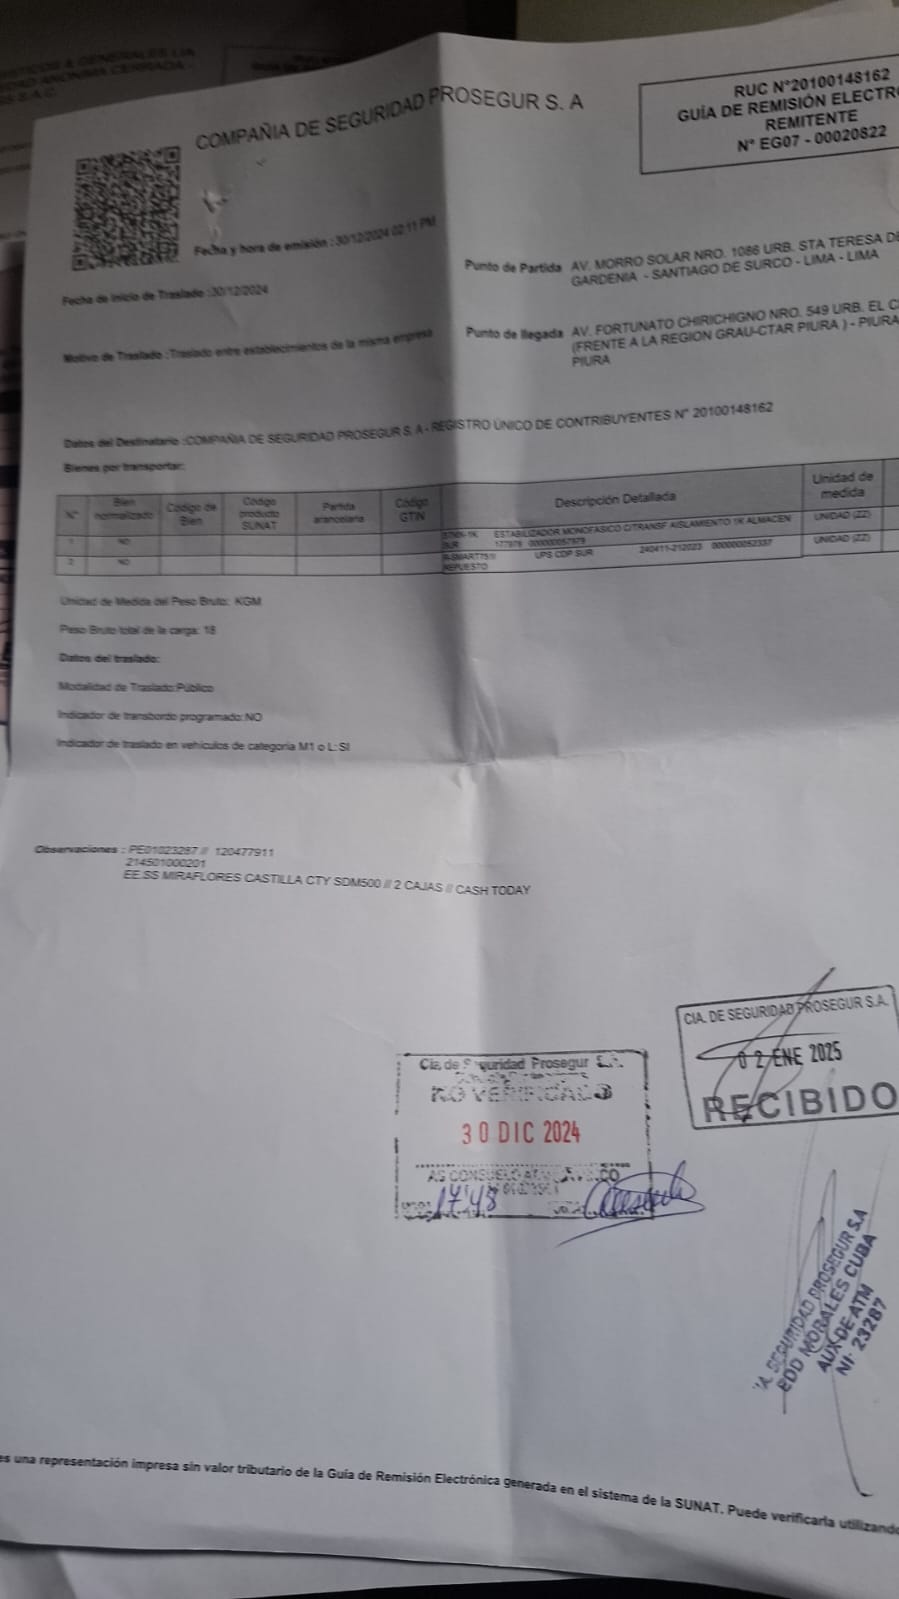 COMPAÑIA DE SEGURIDAD PROSEGUR S. A
RUC N°20100148162
GUÍA DE REMISIÓN ELECTRÓ
REMITENTE
N° EG07 - 00020822
Fecha y hora de emisión : 30/12/2024 02:11 PM
Fecha de Inicio de Traslado : 30/12/2024
Motivo de Traslado : Traslado entre establecimientos de la misma empresa
Punto de Partida AV. MORRO SOLAR NRO. 1086 URB. STA TERESA DE
GARDENIA - SANTIAGO DE SURCO - LIMA - LIMA
Punto de llegada AV. FORTUNATO CHIRICHIGNO NRO. 549 URB. EL C
(FRENTE A LA REGION GRAU-CTAR PIURA ) - PIURA
PIURA
Datos del Destinatario : COMPAÑIA DE SEGURIDAD PROSEGUR S. A - REGISTRO ÚNICO DE CONTRIBUYENTES N° 20100148162
Bienes por transportar:
N° Bien normalizado Código de Bien Código producto SUNAT Partida arancelaria Código GTIN Descripción Detallada Unidad de medida
1 NO ESTABILIZADOR MONOFASICO C/TRANSF AISLAMIENTO 1K ALMACEN UNIDAD (ZZ)
SUR 177879 000000057879
2 NO UPS CDP SUR 240411-212023 000000052337 UNIDAD (ZZ)
REPUESTO
Unidad de Medida del Peso Bruto: KGM
Peso Bruto total de la carga: 18
Datos del traslado:
Modalidad de Traslado: Público
Indicador de transbordo programado: NO
Indicador de traslado en vehículos de categoría M1 o L: SI
Observaciones : PE01023287 // 120477911
214501000201
EE.SS MIRAFLORES CASTILLA CTY SDM500 // 2 CAJAS // CASH TODAY
Cia. de Seguridad Prosegur S.A.
NO VERIFICADO
30 DIC 2024
17:48
CIA. DE SEGURIDAD PROSEGUR S.A.
02 ENE 2025
RECIBIDO
A. SEGURIDAD PROSEGUR S.A
EDD MORALES CUBA
AUX-DE-ATM
NI- 23287
es una representación impresa sin valor tributario de la Guía de Remisión Electrónica generada en el sistema de la SUNAT. Puede verificarla utilizando